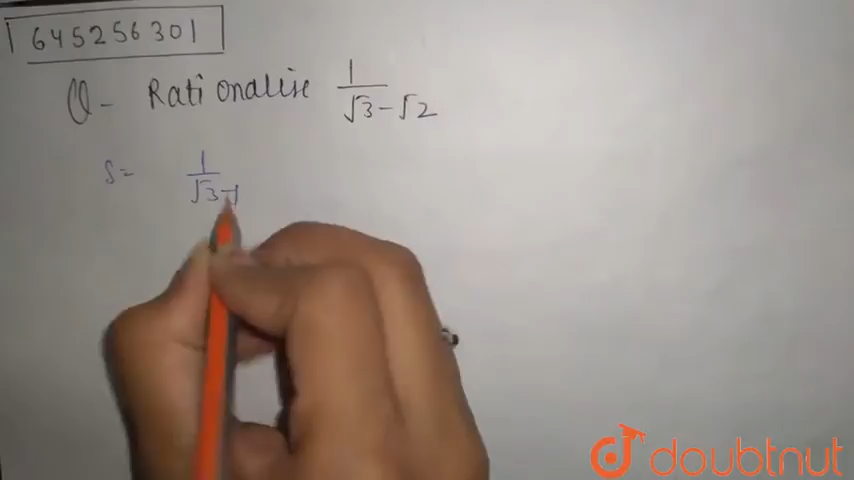 645256301
Q- Rationalise 1/(√3-√2)
S= 1/√3-
doubtnut